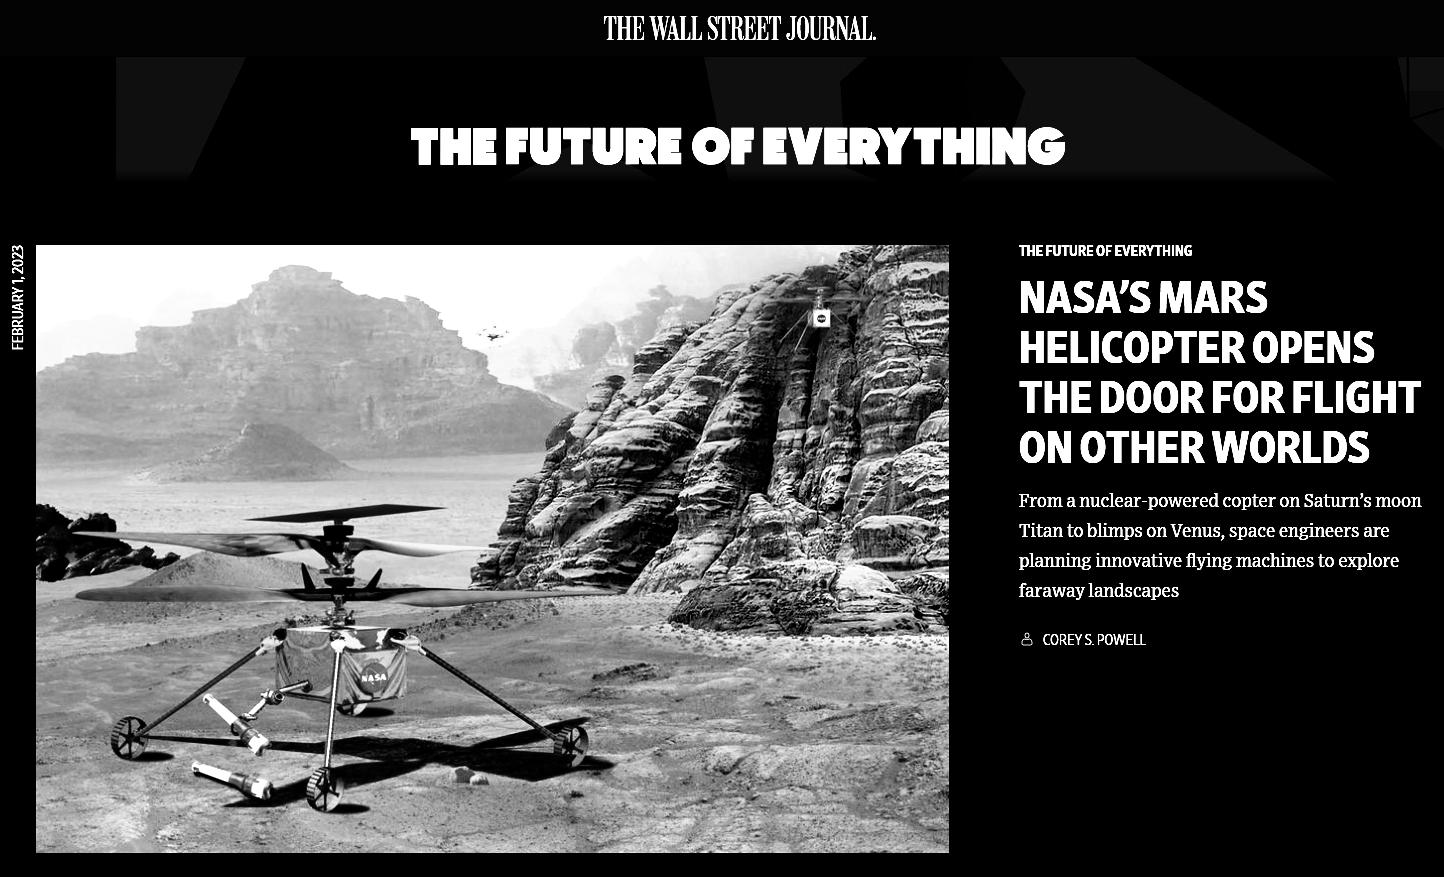 THE WALL STREET JOURNAL.
THE FUTURE OF EVERYTHING
FEBRUARY 1, 2023
NASA
THE FUTURE OF EVERYTHING
NASA’S MARS
HELICOPTER OPENS
THE DOOR FOR FLIGHT
ON OTHER WORLDS
From a nuclear-powered copter on Saturn’s moon
Titan to blimps on Venus, space engineers are
planning innovative flying machines to explore
faraway landscapes
COREY S. POWELL